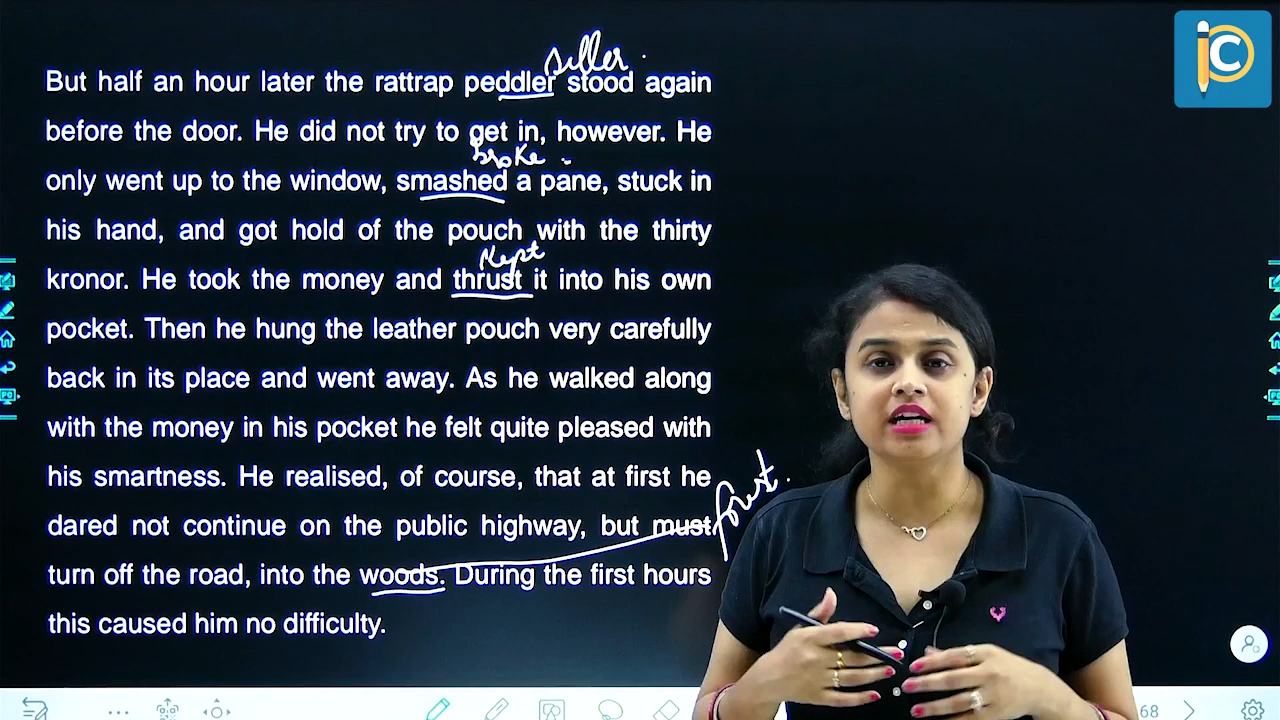 seller.
But half an hour later the rattrap peddler stood again
before the door. He did not try to get in, however. He
broke
only went up to the window, smashed a pane, stuck in
his hand, and got hold of the pouch with the thirty
kept
kronor. He took the money and thrust it into his own
pocket. Then he hung the leather pouch very carefully
back in its place and went away. As he walked along
with the money in his pocket he felt quite pleased with
his smartness. He realised, of course, that at first he
forest.
dared not continue on the public highway, but must
turn off the road, into the woods. During the first hours
this caused him no difficulty.
68